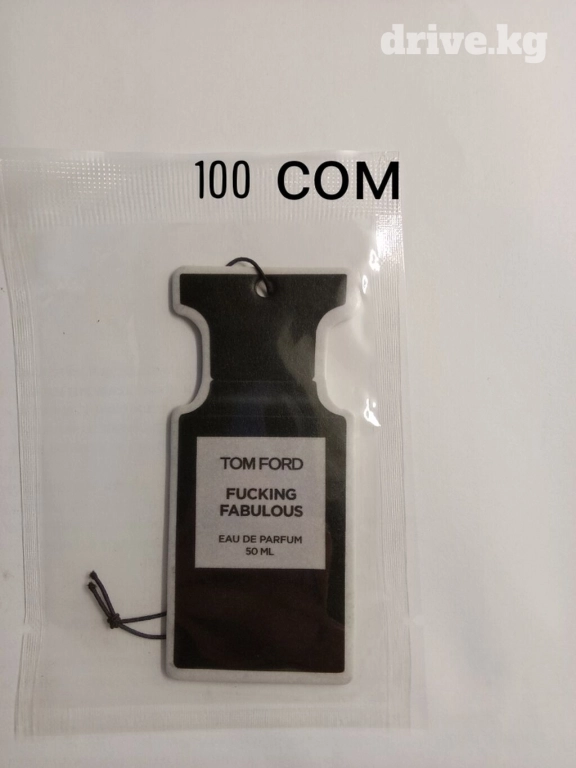 drive.kg
100 СОМ
TOM FORD
FUCKING
FABULOUS
EAU DE PARFUM
50 ML